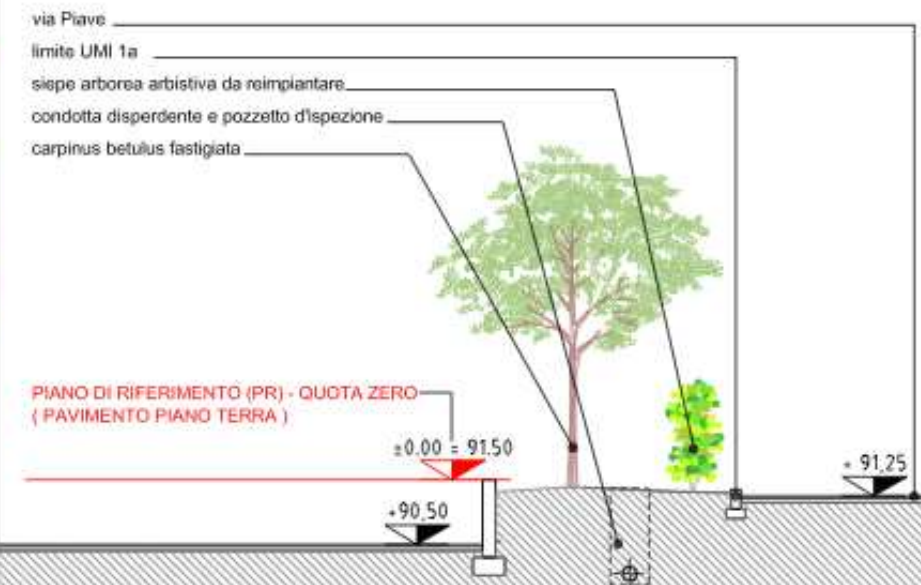 via Piave
limite UMI 1a
siepe arborea arbistiva da reimpiantare
condotta disperdente e pozzetto d'ispezione
carpinus betulus fastigiata
PIANO DI RIFERIMENTO (PR) - QUOTA ZERO
( PAVIMENTO PIANO TERRA )
±0.00 = 91.50
+ 91,25
+90,50